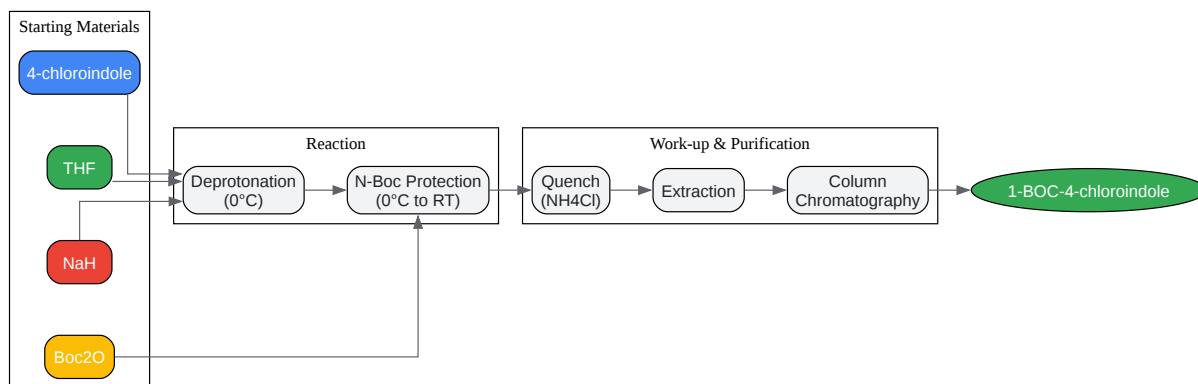 Starting Materials
4-chloroindole
THF
NaH
Boc2O
Reaction
Deprotonation
(0°C)
N-Boc Protection
(0°C to RT)
Work-up & Purification
Quench
(NH4Cl)
Extraction
Column
Chromatography
1-BOC-4-chloroindole